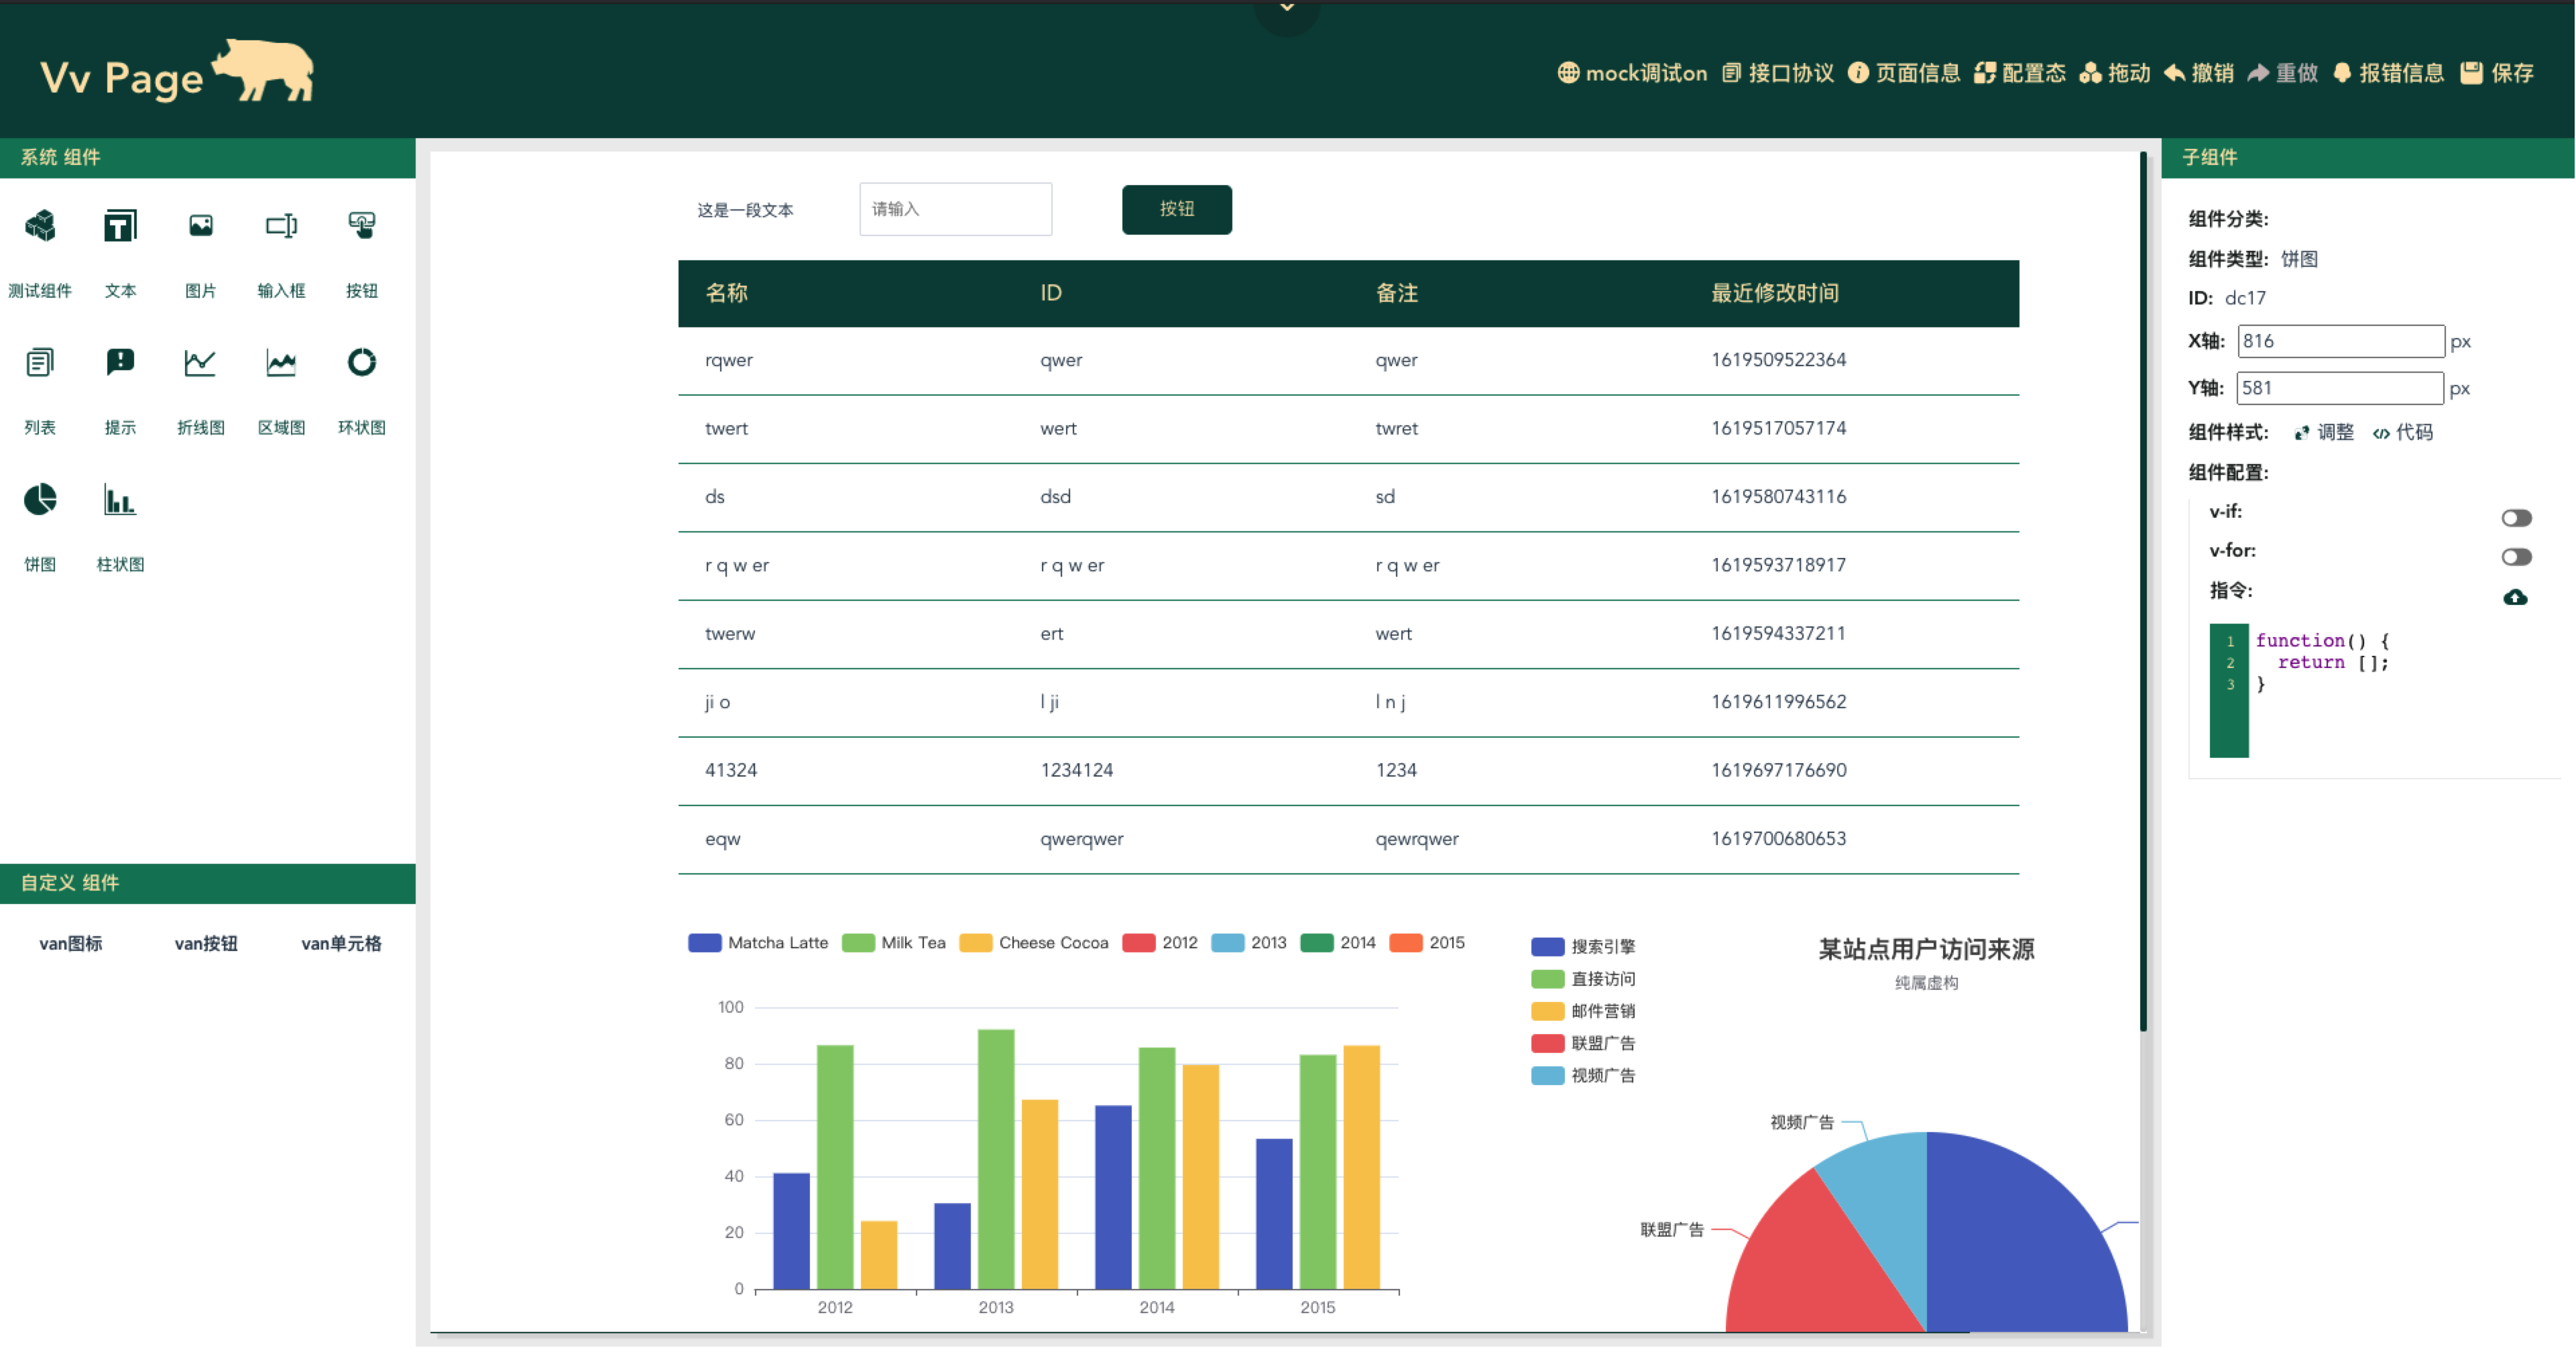 Vv Page
mock调试on 接口协议 页面信息 配置态 拖动 撤销 重做 报错信息 保存
系统 组件
测试组件 文本 图片 输入框 按钮
列表 提示 折线图 区域图 环状图
饼图 柱状图
自定义 组件
van图标 van按钮 van单元格
这是一段文本 请输入 按钮
名称 ID 备注 最近修改时间
rqwer qwer qwer 1619509522364
twert wert twret 1619517057174
ds dsd sd 1619580743116
r q w er r q w er r q w er 1619593718917
twerw ert wert 1619594337211
ji o l ji l n j 1619611996562
41324 1234124 1234 1619697176690
eqw qwerqwer qewrqwer 1619700680653
Matcha Latte Milk Tea Cheese Cocoa 2012 2013 2014 2015
100
80
60
40
20
0
2012 2013 2014 2015
搜索引擎
直接访问
邮件营销
联盟广告
视频广告
某站点用户访问来源
纯属虚构
视频广告
联盟广告
子组件
组件分类:
组件类型: 饼图
ID: dc17
X轴: 816 px
Y轴: 581 px
组件样式: 调整 代码
组件配置:
v-if:
v-for:
指令:
1 function() {
2 return [];
3 }